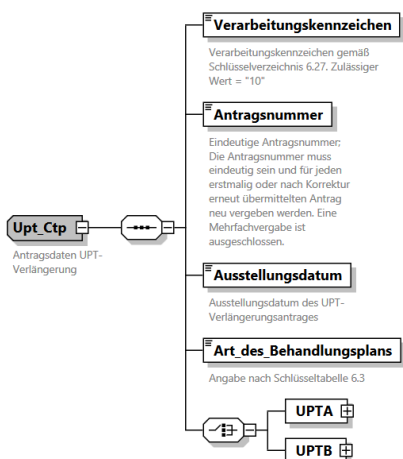 Verarbeitungskennzeichen
Verarbeitungskennzeichen gemäß
Schlüsselverzeichnis 6.27. Zulässiger
Wert = "10"
Antragsnummer
Eindeutige Antragsnummer;
Die Antragsnummer muss
eindeutig sein und für jeden
erstmalig oder nach Korrektur
erneut übermittelten Antrag
neu vergeben werden. Eine
Mehrfachvergabe ist
ausgeschlossen.
Upt_Ctp
Antragsdaten UPT-
Verlängerung
Ausstellungsdatum
Ausstellungsdatum des UPT-
Verlängerungsantrages
Art_des_Behandlungsplans
Angabe nach Schlüsseltabelle 6.3
UPTA
UPTB